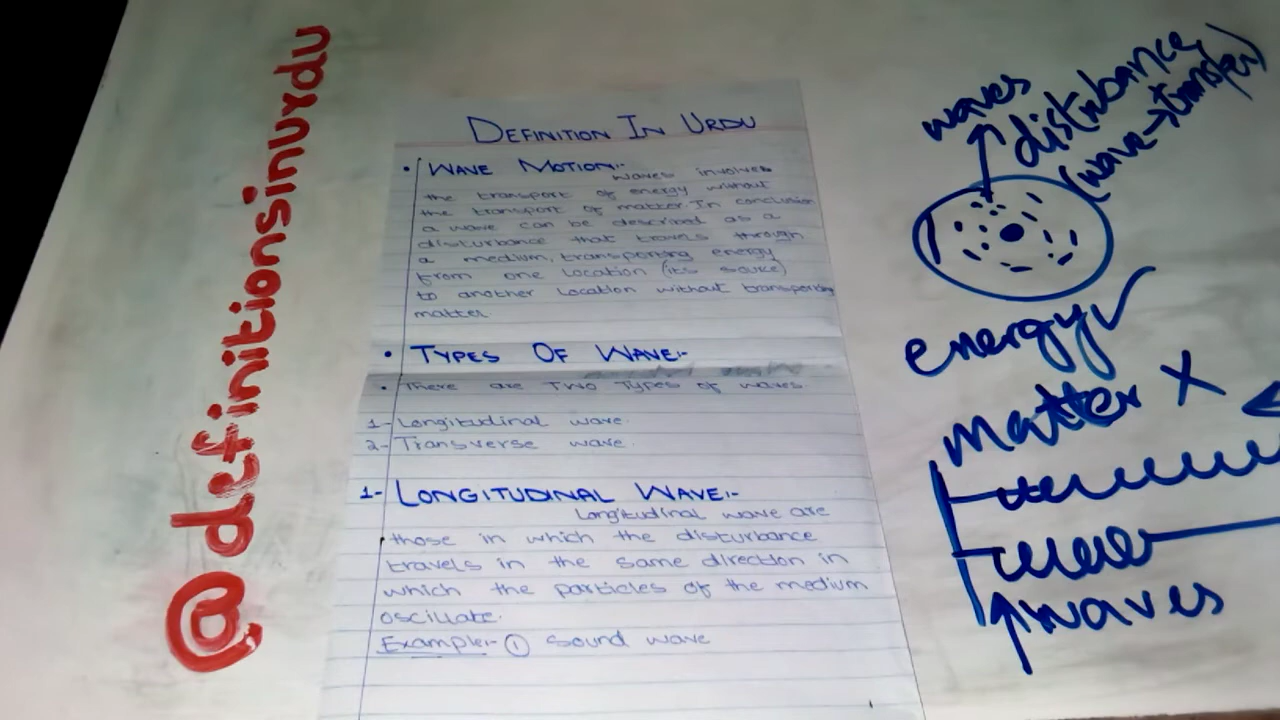 @definitionsinurdu
DEFINITION IN URDU
• WAVE MOTION:-
waves involves
the transport of energy without
the transport of matter. In conclusion
a wave can be described as a
disturbance that travels through
a medium, transporting energy
from one location (its source)
to another location without transporting
matter.
• TYPES OF WAVE:-
• There are Two Types of waves.
1- Longitudinal wave.
2- Transverse wave.
1- LONGITUDINAL WAVE:-
Longitudinal wave are
those in which the disturbance
travels in the same direction in
which the particles of the medium
oscillate.
Example:- ① Sound wave
waves
disturbance
(wave→transfer)
energy ✓
Matter X
waves